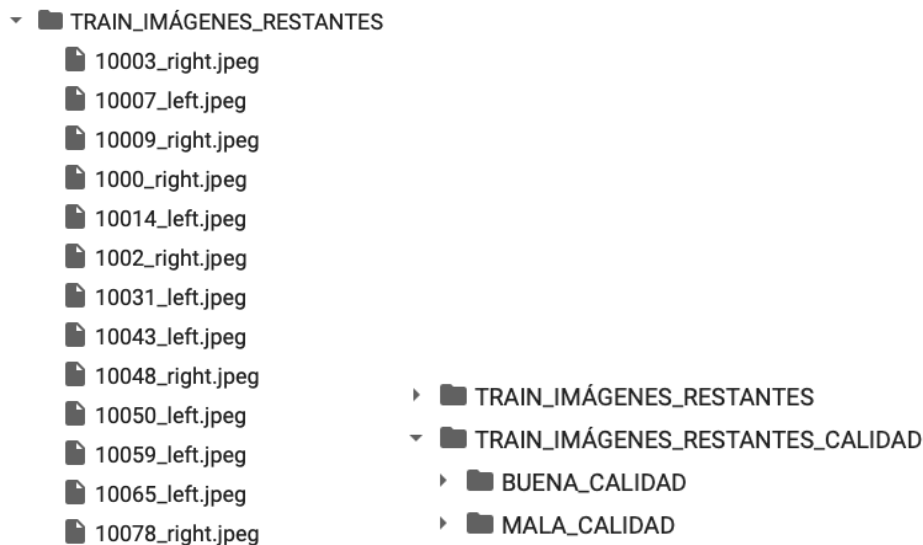 TRAIN_IMÁGENES_RESTANTES
10003_right.jpeg
10007_left.jpeg
10009_right.jpeg
1000_right.jpeg
10014_left.jpeg
1002_right.jpeg
10031_left.jpeg
10043_left.jpeg
10048_right.jpeg
10050_left.jpeg
10059_left.jpeg
10065_left.jpeg
10078_right.jpeg
TRAIN_IMÁGENES_RESTANTES
TRAIN_IMÁGENES_RESTANTES_CALIDAD
BUENA_CALIDAD
MALA_CALIDAD